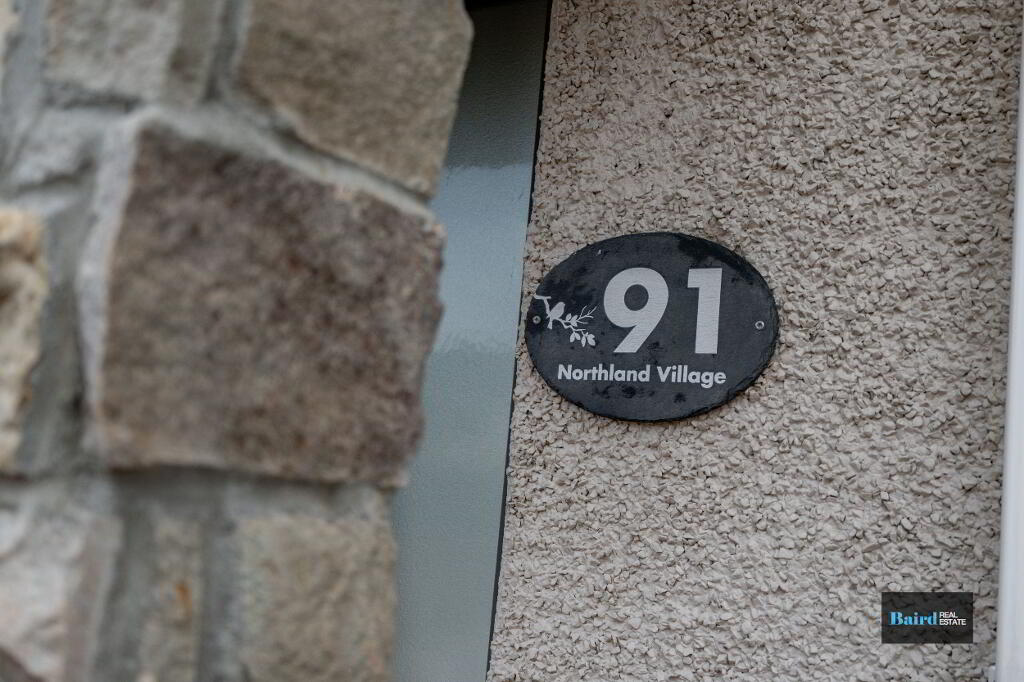 91
Northland Village
Baird REAL
ESTATE